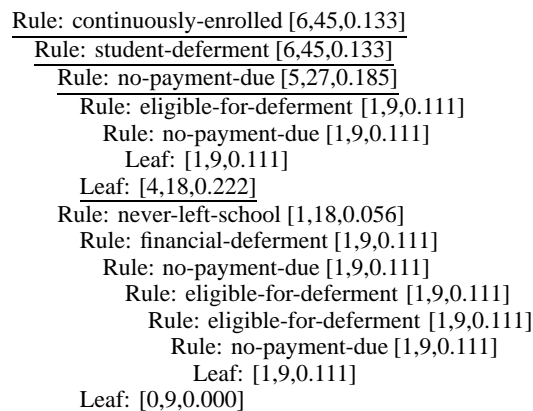 Rule: continuously-enrolled [6,45,0.133]
Rule: student-deferment [6,45,0.133]
Rule: no-payment-due [5,27,0.185]
Rule: eligible-for-deferment [1,9,0.111]
Rule: no-payment-due [1,9,0.111]
Leaf: [1,9,0.111]
Leaf: [4,18,0.222]
Rule: never-left-school [1,18,0.056]
Rule: financial-deferment [1,9,0.111]
Rule: no-payment-due [1,9,0.111]
Rule: eligible-for-deferment [1,9,0.111]
Rule: eligible-for-deferment [1,9,0.111]
Rule: no-payment-due [1,9,0.111]
Leaf: [1,9,0.111]
Leaf: [0,9,0.000]